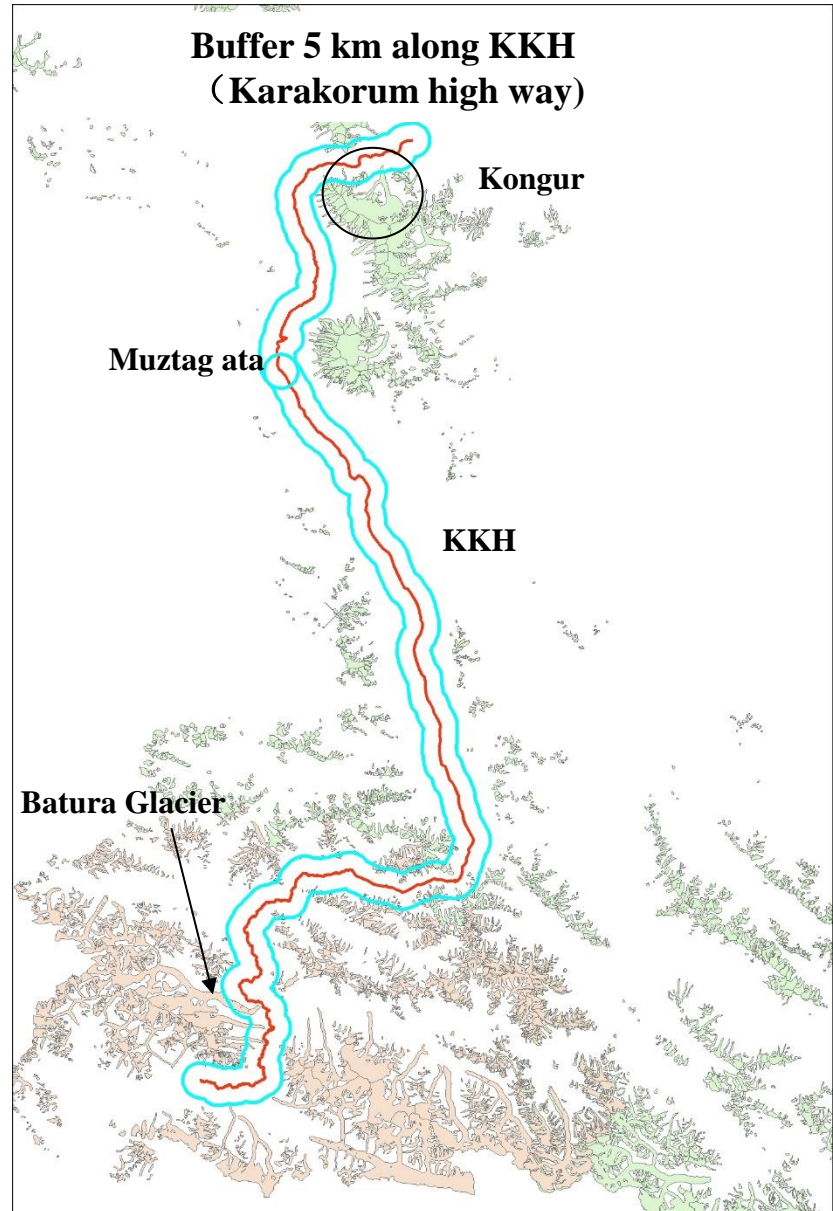 Buffer 5 km along KKH
（Karakorum high way)
Kongur
Muztag ata
KKH
Batura Glacier